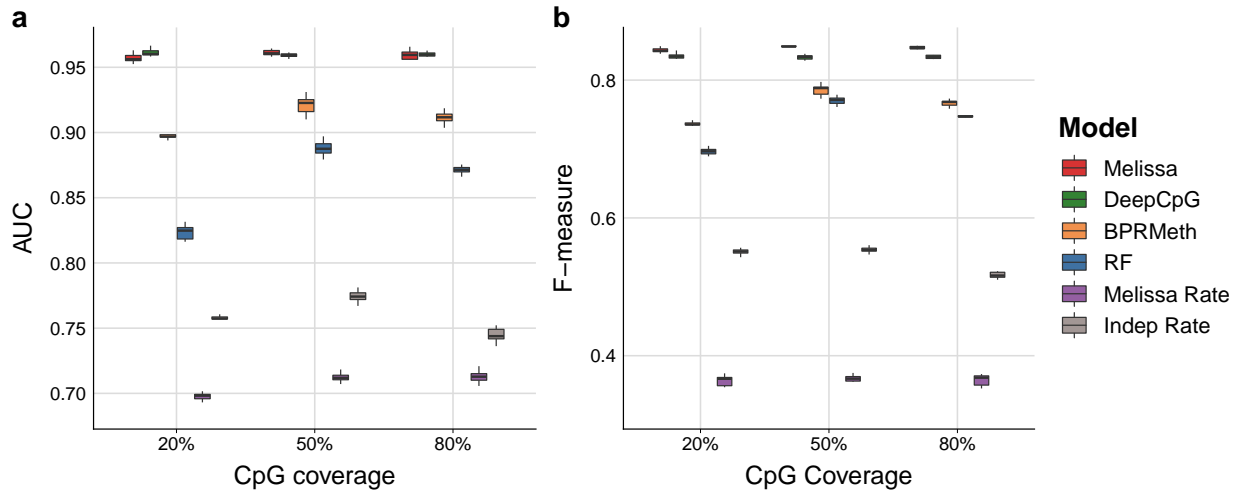 a
AUC
0.95
0.90
0.85
0.80
0.75
0.70
20%
50%
80%
CpG coverage
b
F−measure
0.8
0.6
0.4
20%
50%
80%
CpG Coverage
Model
Melissa
DeepCpG
BPRMeth
RF
Melissa Rate
Indep Rate